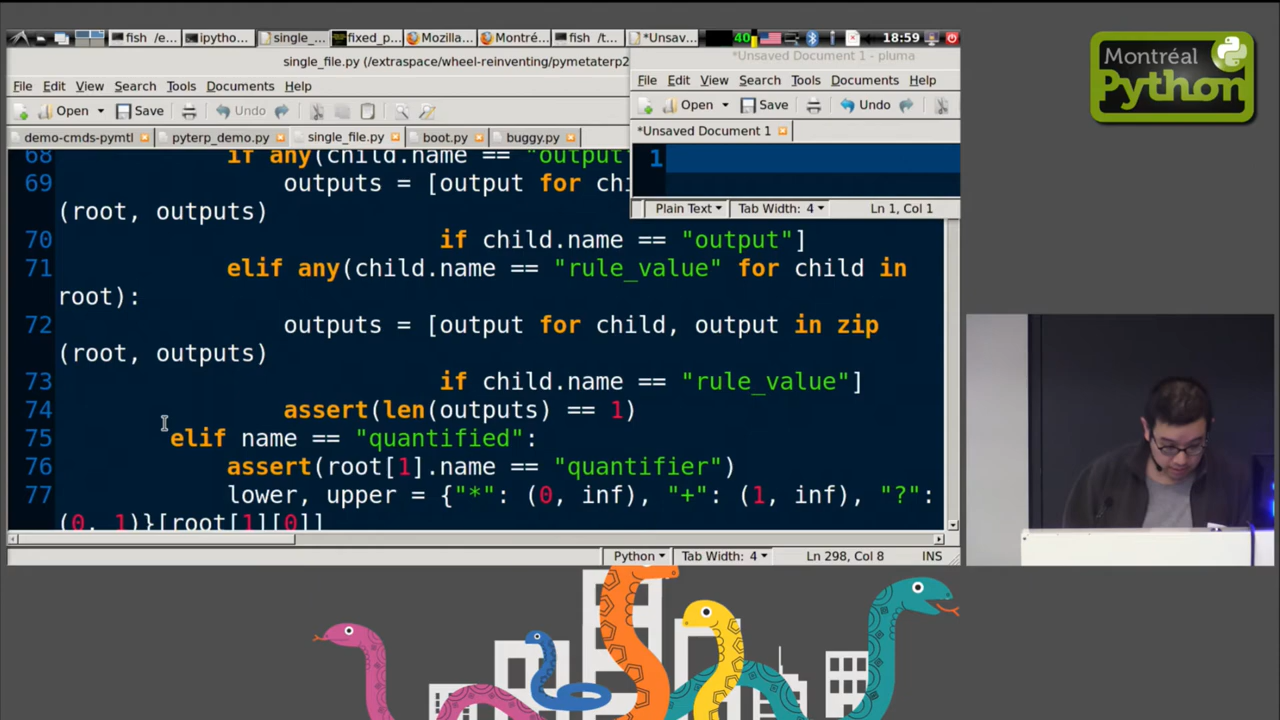 fish /e...
ipython...
single_...
fixed_p...
Mozilla...
Montré...
fish /t...
*Unsav...
40
18:59
single_file.py (/extraspace/wheel-reinventing/pymetaterp2
*Unsaved Document 1 - pluma
File Edit View Search Tools Documents Help
File Edit View Search Tools Documents Help
Open Save Undo
Open Save Undo
demo-cmds-pymtl pyterp_demo.py single_file.py boot.py buggy.py
*Unsaved Document 1
1
Plain Text Tab Width: 4 Ln 1, Col 1
68 if any(child.name == "output"
69 outputs = [output for chi
(root, outputs)
70 if child.name == "output"]
71 elif any(child.name == "rule_value" for child in
root):
72 outputs = [output for child, output in zip
(root, outputs)
73 if child.name == "rule_value"]
74 assert(len(outputs) == 1)
75 elif name == "quantified":
76 assert(root[1].name == "quantifier")
77 lower, upper = {"*": (0, inf), "+": (1, inf), "?":
(0, 1)}[root[1][0]]
Python Tab Width: 4 Ln 298, Col 8 INS
Montréal
Python